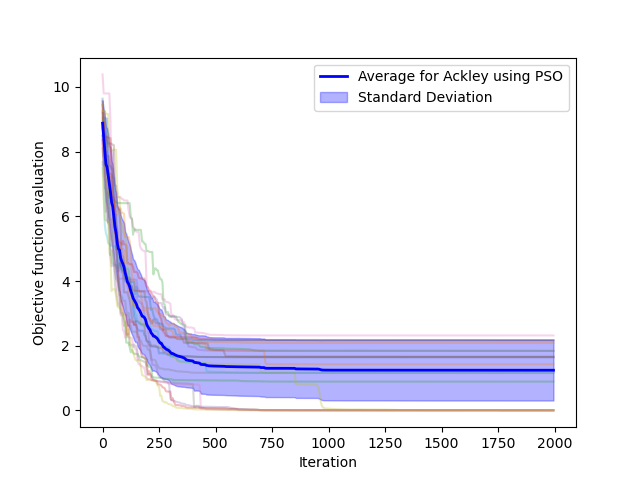 Average for Ackley using PSO
Standard Deviation
10
8
6
4
2
0
Objective function evaluation
0 250 500 750 1000 1250 1500 1750 2000
Iteration